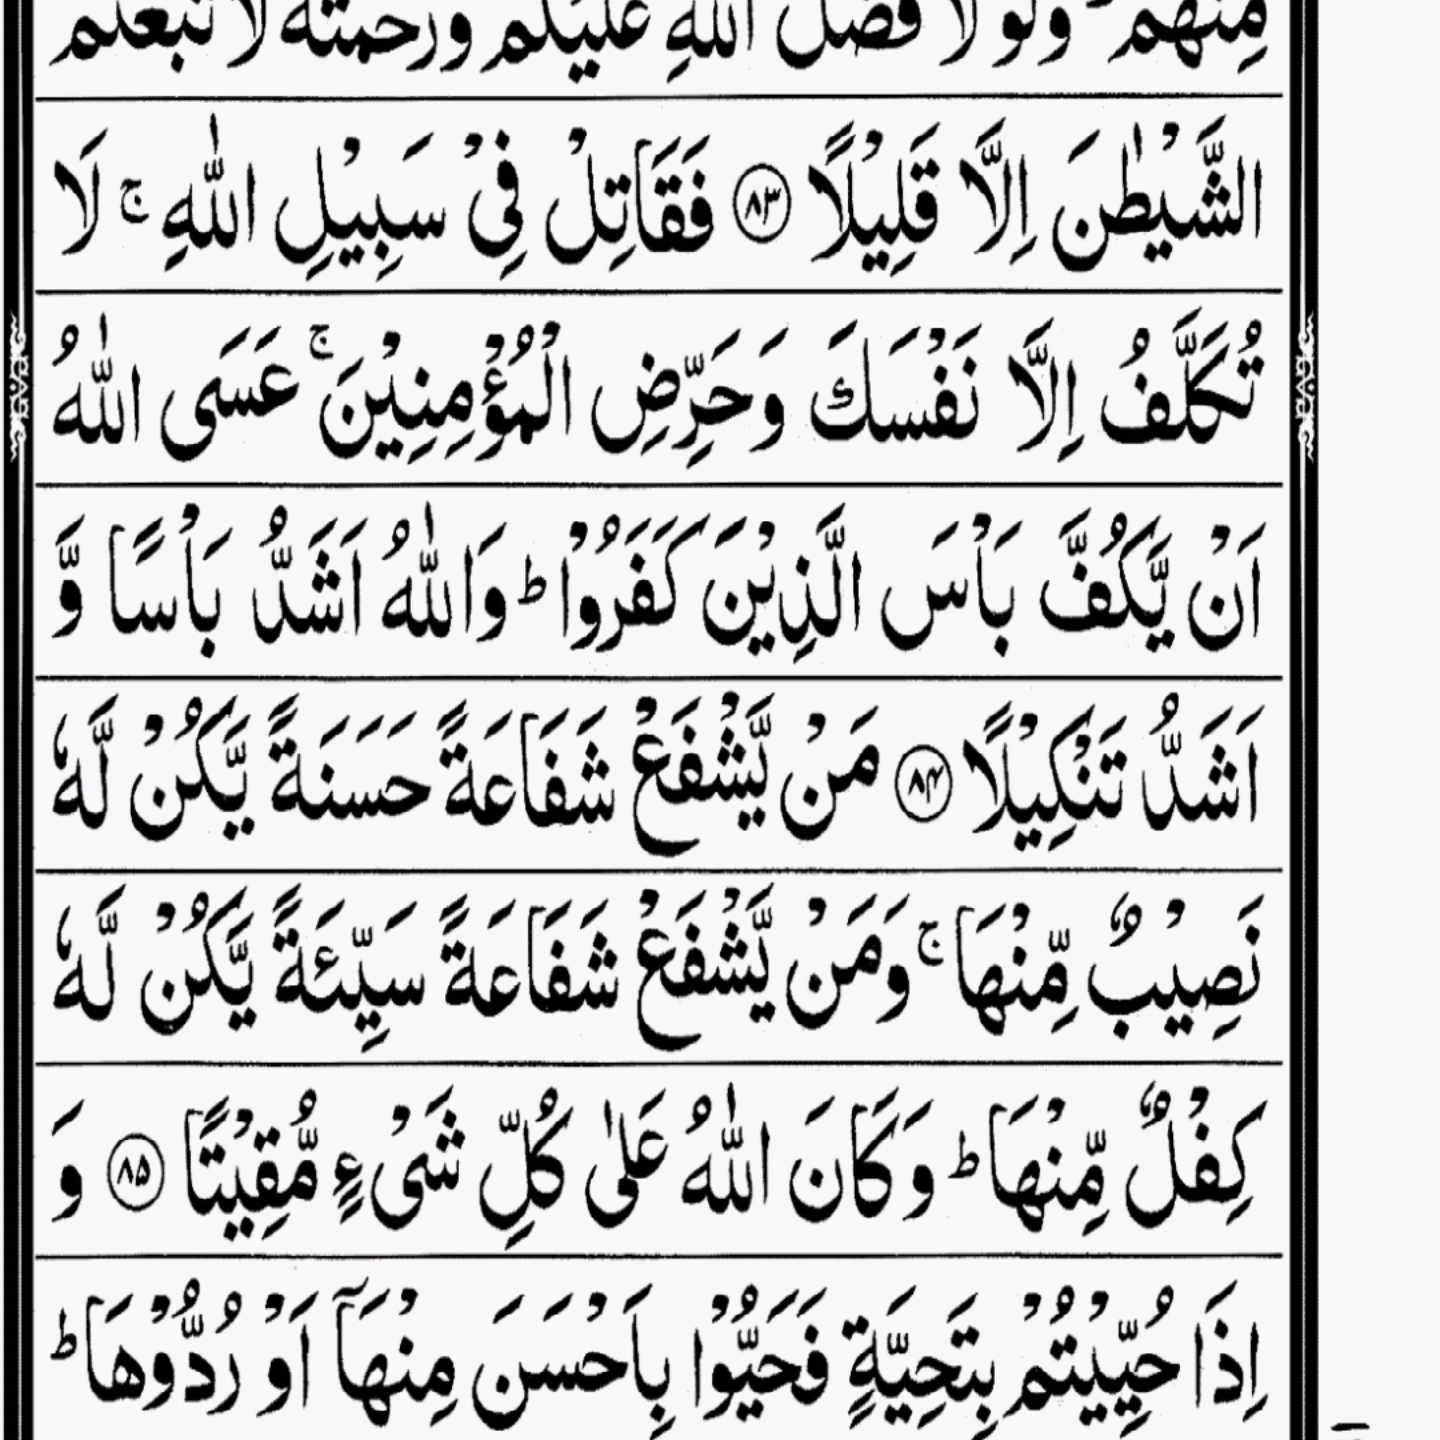 مِنْهُمْ ؕ وَلَوْ لَا فَضْلُ اللّٰهِ عَلَيْكُمْ وَرَحْمَتُهٗ لَاتَّبَعْتُمُ
الشَّيْطٰنَ اِلَّا قَلِيْلًا ﴿۸۳﴾ فَقَاتِلْ فِيْ سَبِيْلِ اللّٰهِ ۚ لَا
تُكَلَّفُ اِلَّا نَفْسَكَ وَحَرِّضِ الْمُؤْمِنِيْنَ ۚ عَسَى اللّٰهُ
اَنْ يَّكُفَّ بَاْسَ الَّذِيْنَ كَفَرُوْا ؕ وَاللّٰهُ اَشَدُّ بَاْسًا وَّ
اَشَدُّ تَنْكِيْلًا ﴿۸۴﴾ مَنْ يَّشْفَعْ شَفَاعَةً حَسَنَةً يَّكُنْ لَّهٗ
نَصِيْبٌ مِّنْهَا ۚ وَمَنْ يَّشْفَعْ شَفَاعَةً سَيِّئَةً يَّكُنْ لَّهٗ
كِفْلٌ مِّنْهَا ؕ وَكَانَ اللّٰهُ عَلٰى كُلِّ شَيْءٍ مُّقِيْتًا ﴿۸۵﴾ وَ
اِذَا حُيِّيْتُمْ بِتَحِيَّةٍ فَحَيُّوْا بِاَحْسَنَ مِنْهَاۤ اَوْ رُدُّوْهَا ؕ